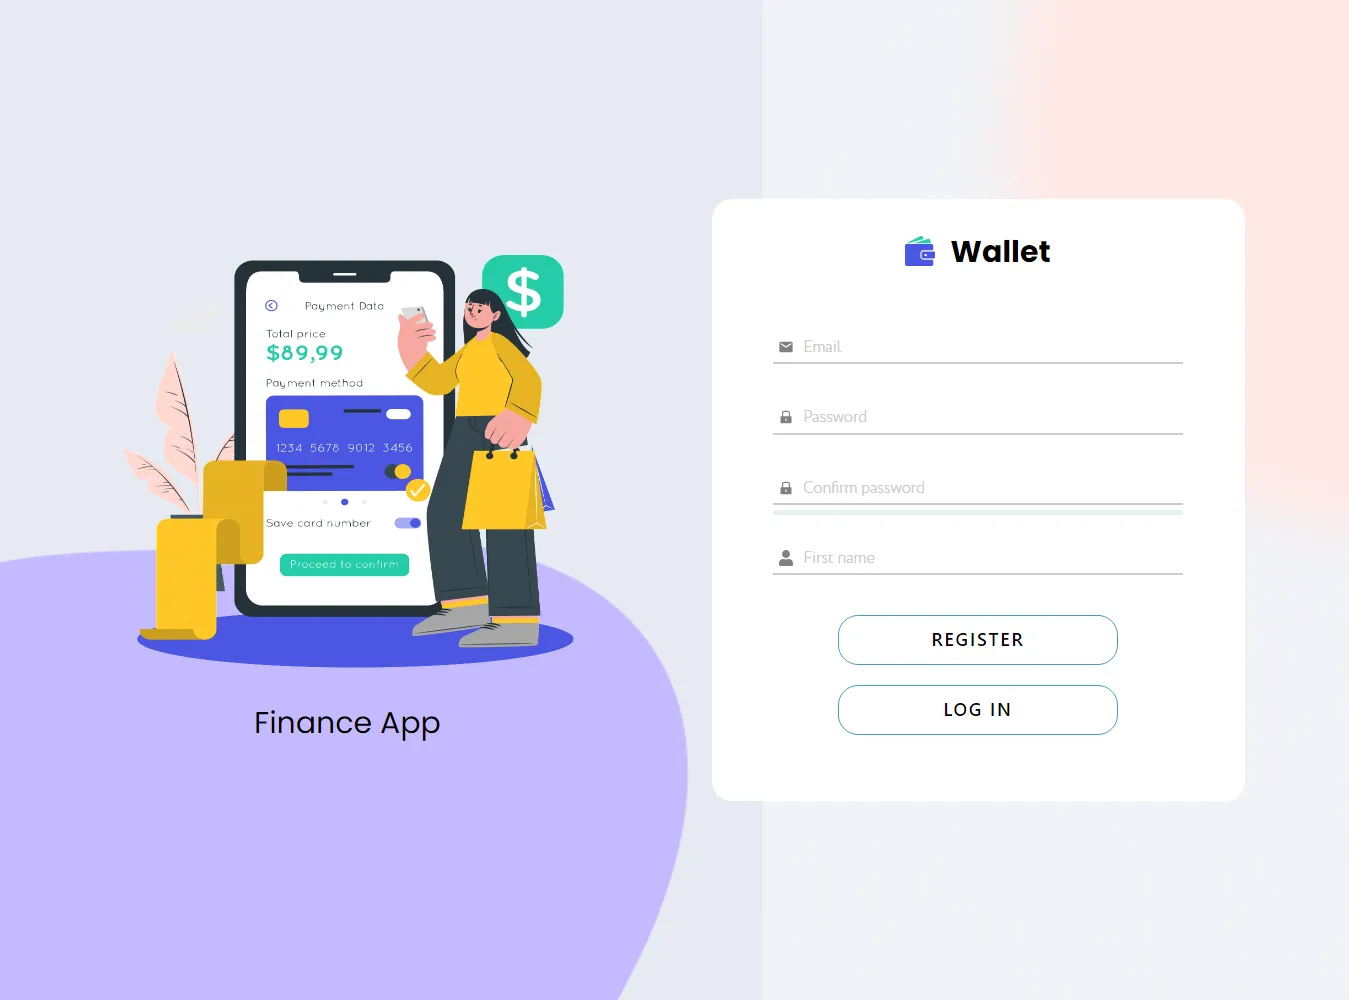 Payment Data
Total price
$89,99
Payment method
1234 5678 9012 3456
Save card number
Proceed to confirm
$
Finance App
Wallet
Email
Password
Confirm password
First name
REGISTER
LOG IN